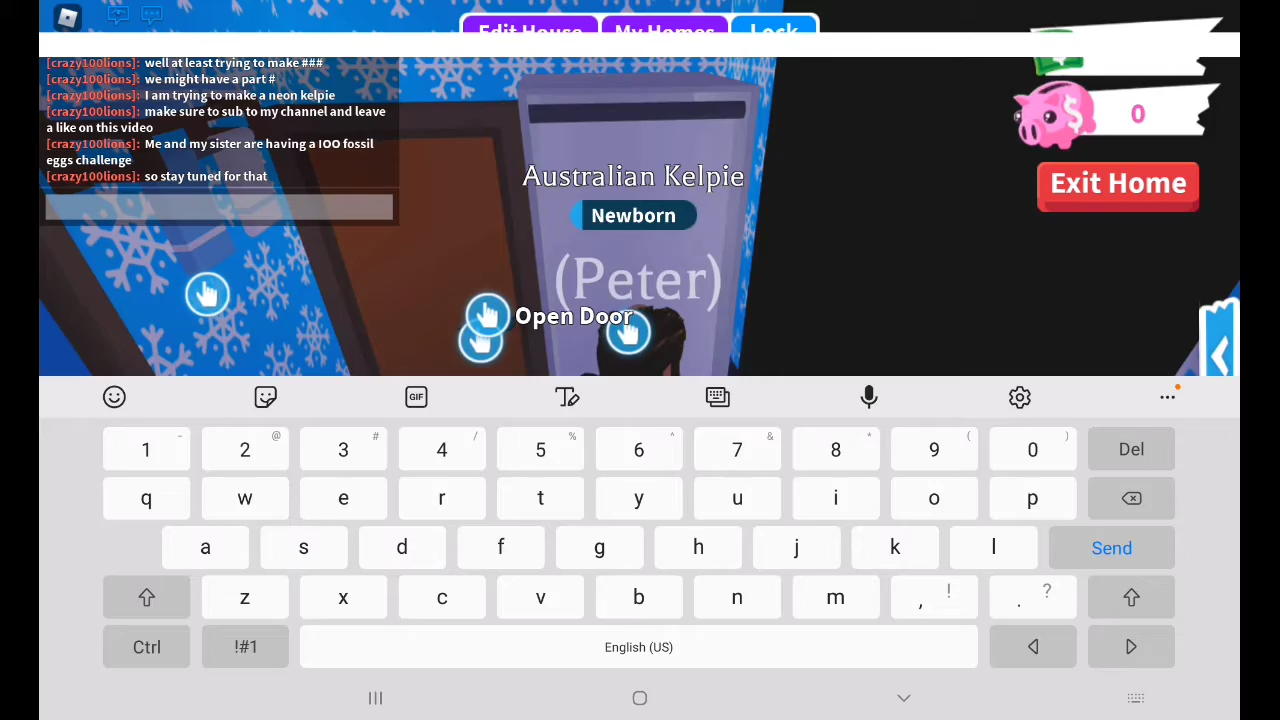 Edit House My Homes Lock
[crazy100lions]: well at least trying to make ###
[crazy100lions]: we might have a part #
[crazy100lions]: I am trying to make a neon kelpie
[crazy100lions]: make sure to sub to my channel and leave
a like on this video
[crazy100lions]: Me and my sister are having a IOO fossil
eggs challenge
[crazy100lions]: so stay tuned for that
0
Exit Home
Australian Kelpie
Newborn
(Peter)
Open Door
GIF
1 - 2 @ 3 # 4 / 5 % 6 ^ 7 & 8 * 9 ( 0 ) Del
q w e r t y u i o p
a s d f g h j k l Send
z x c v b n m , ! . ?
Ctrl !#1 English (US)